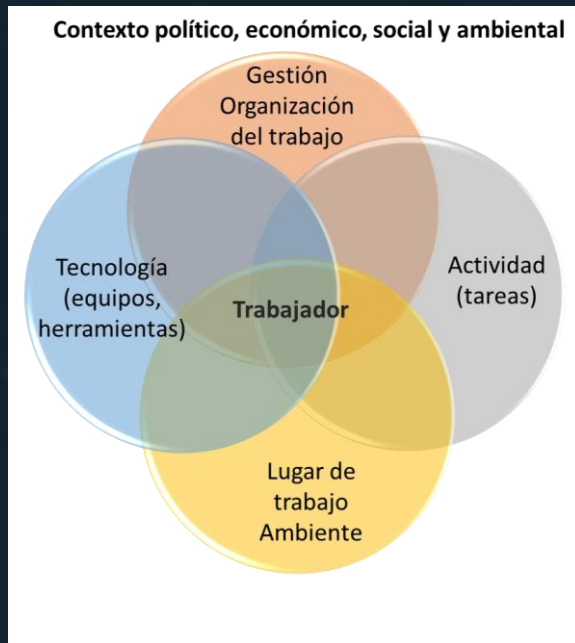 Contexto político, económico, social y ambiental
Gestión
Organización
del trabajo
Tecnología
(equipos,
herramientas)
Trabajador
Actividad
(tareas)
Lugar de
trabajo
Ambiente